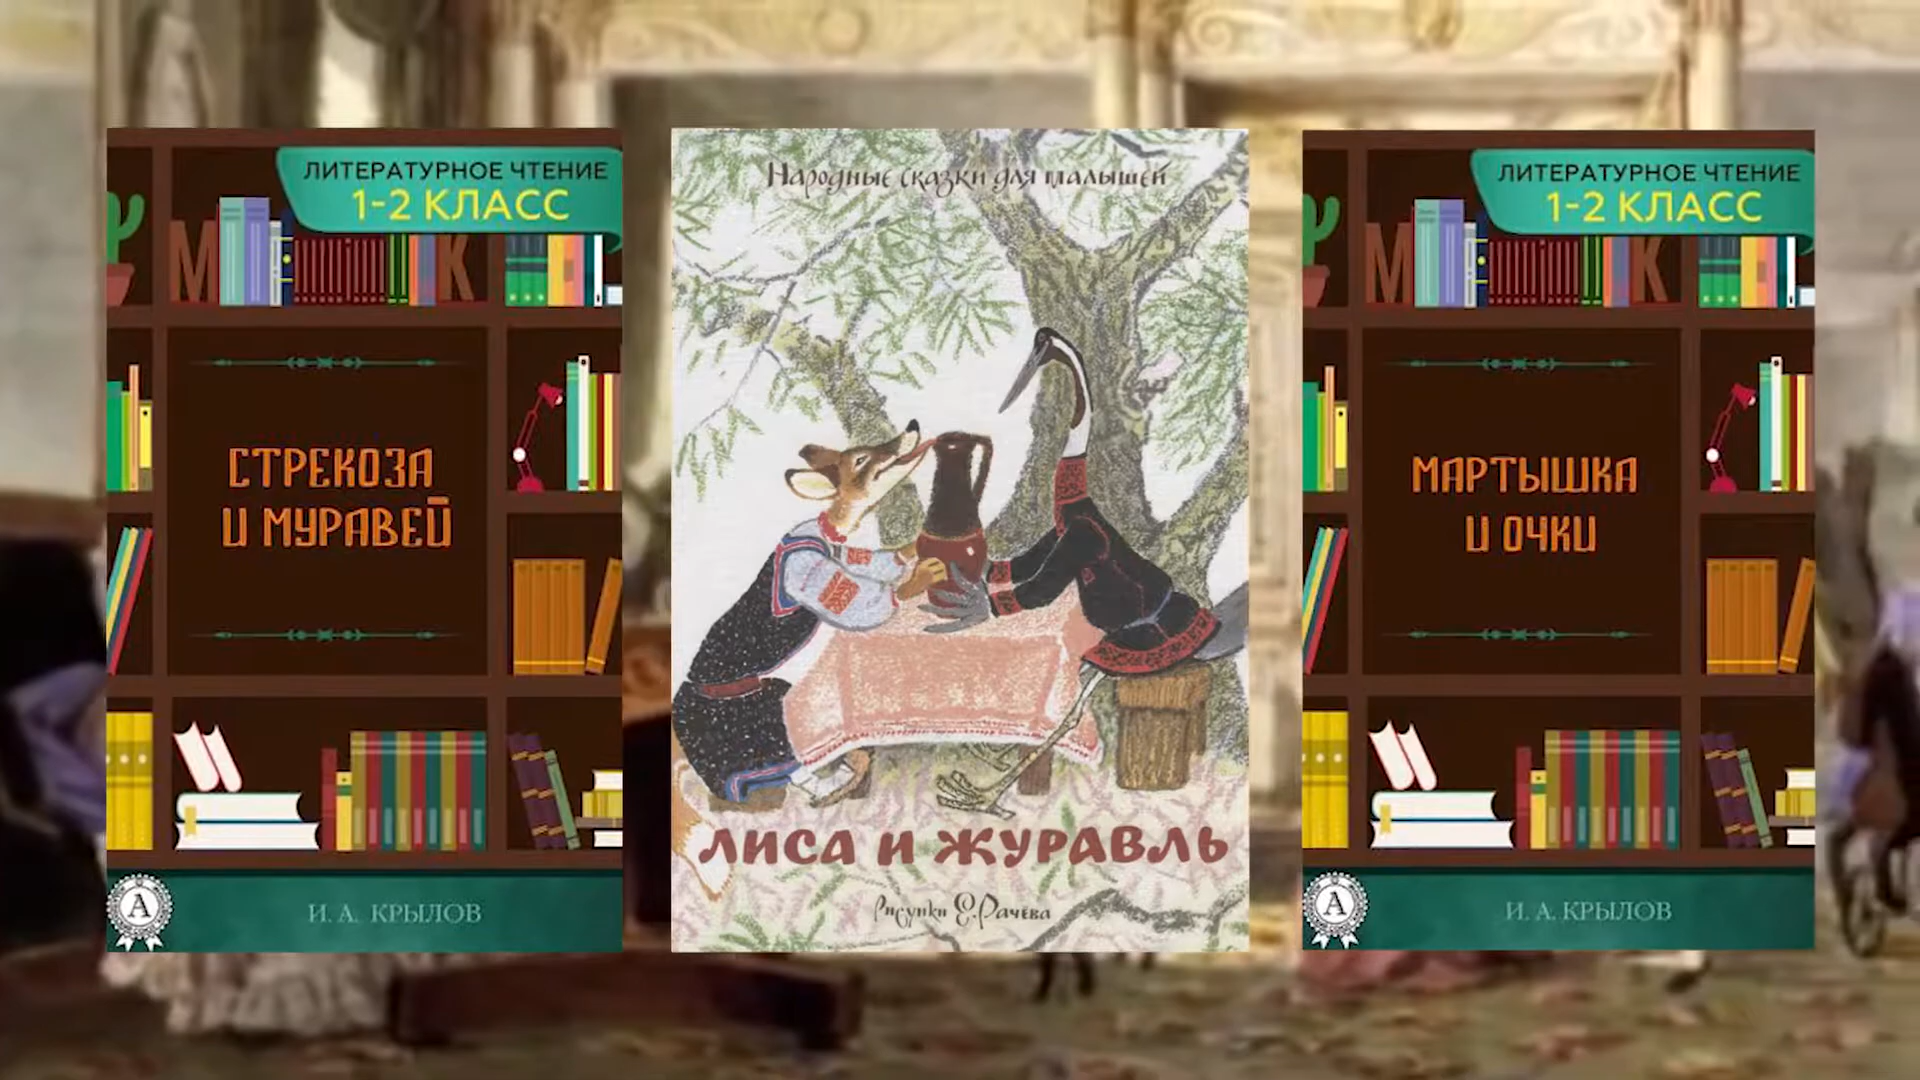 ЛИТЕРАТУРНОЕ ЧТЕНИЕ
1-2 КЛАСС
М К
СТРЕКОЗА
И МУРАВЕЙ
А
И. А. КРЫЛОВ
Народные сказки для малышей
ЛИСА И ЖУРАВЛЬ
Рисунки Е. Рачёва
ЛИТЕРАТУРНОЕ ЧТЕНИЕ
1-2 КЛАСС
М К
МАРТЫШКА
И ОЧКИ
А
И. А. КРЫЛОВ